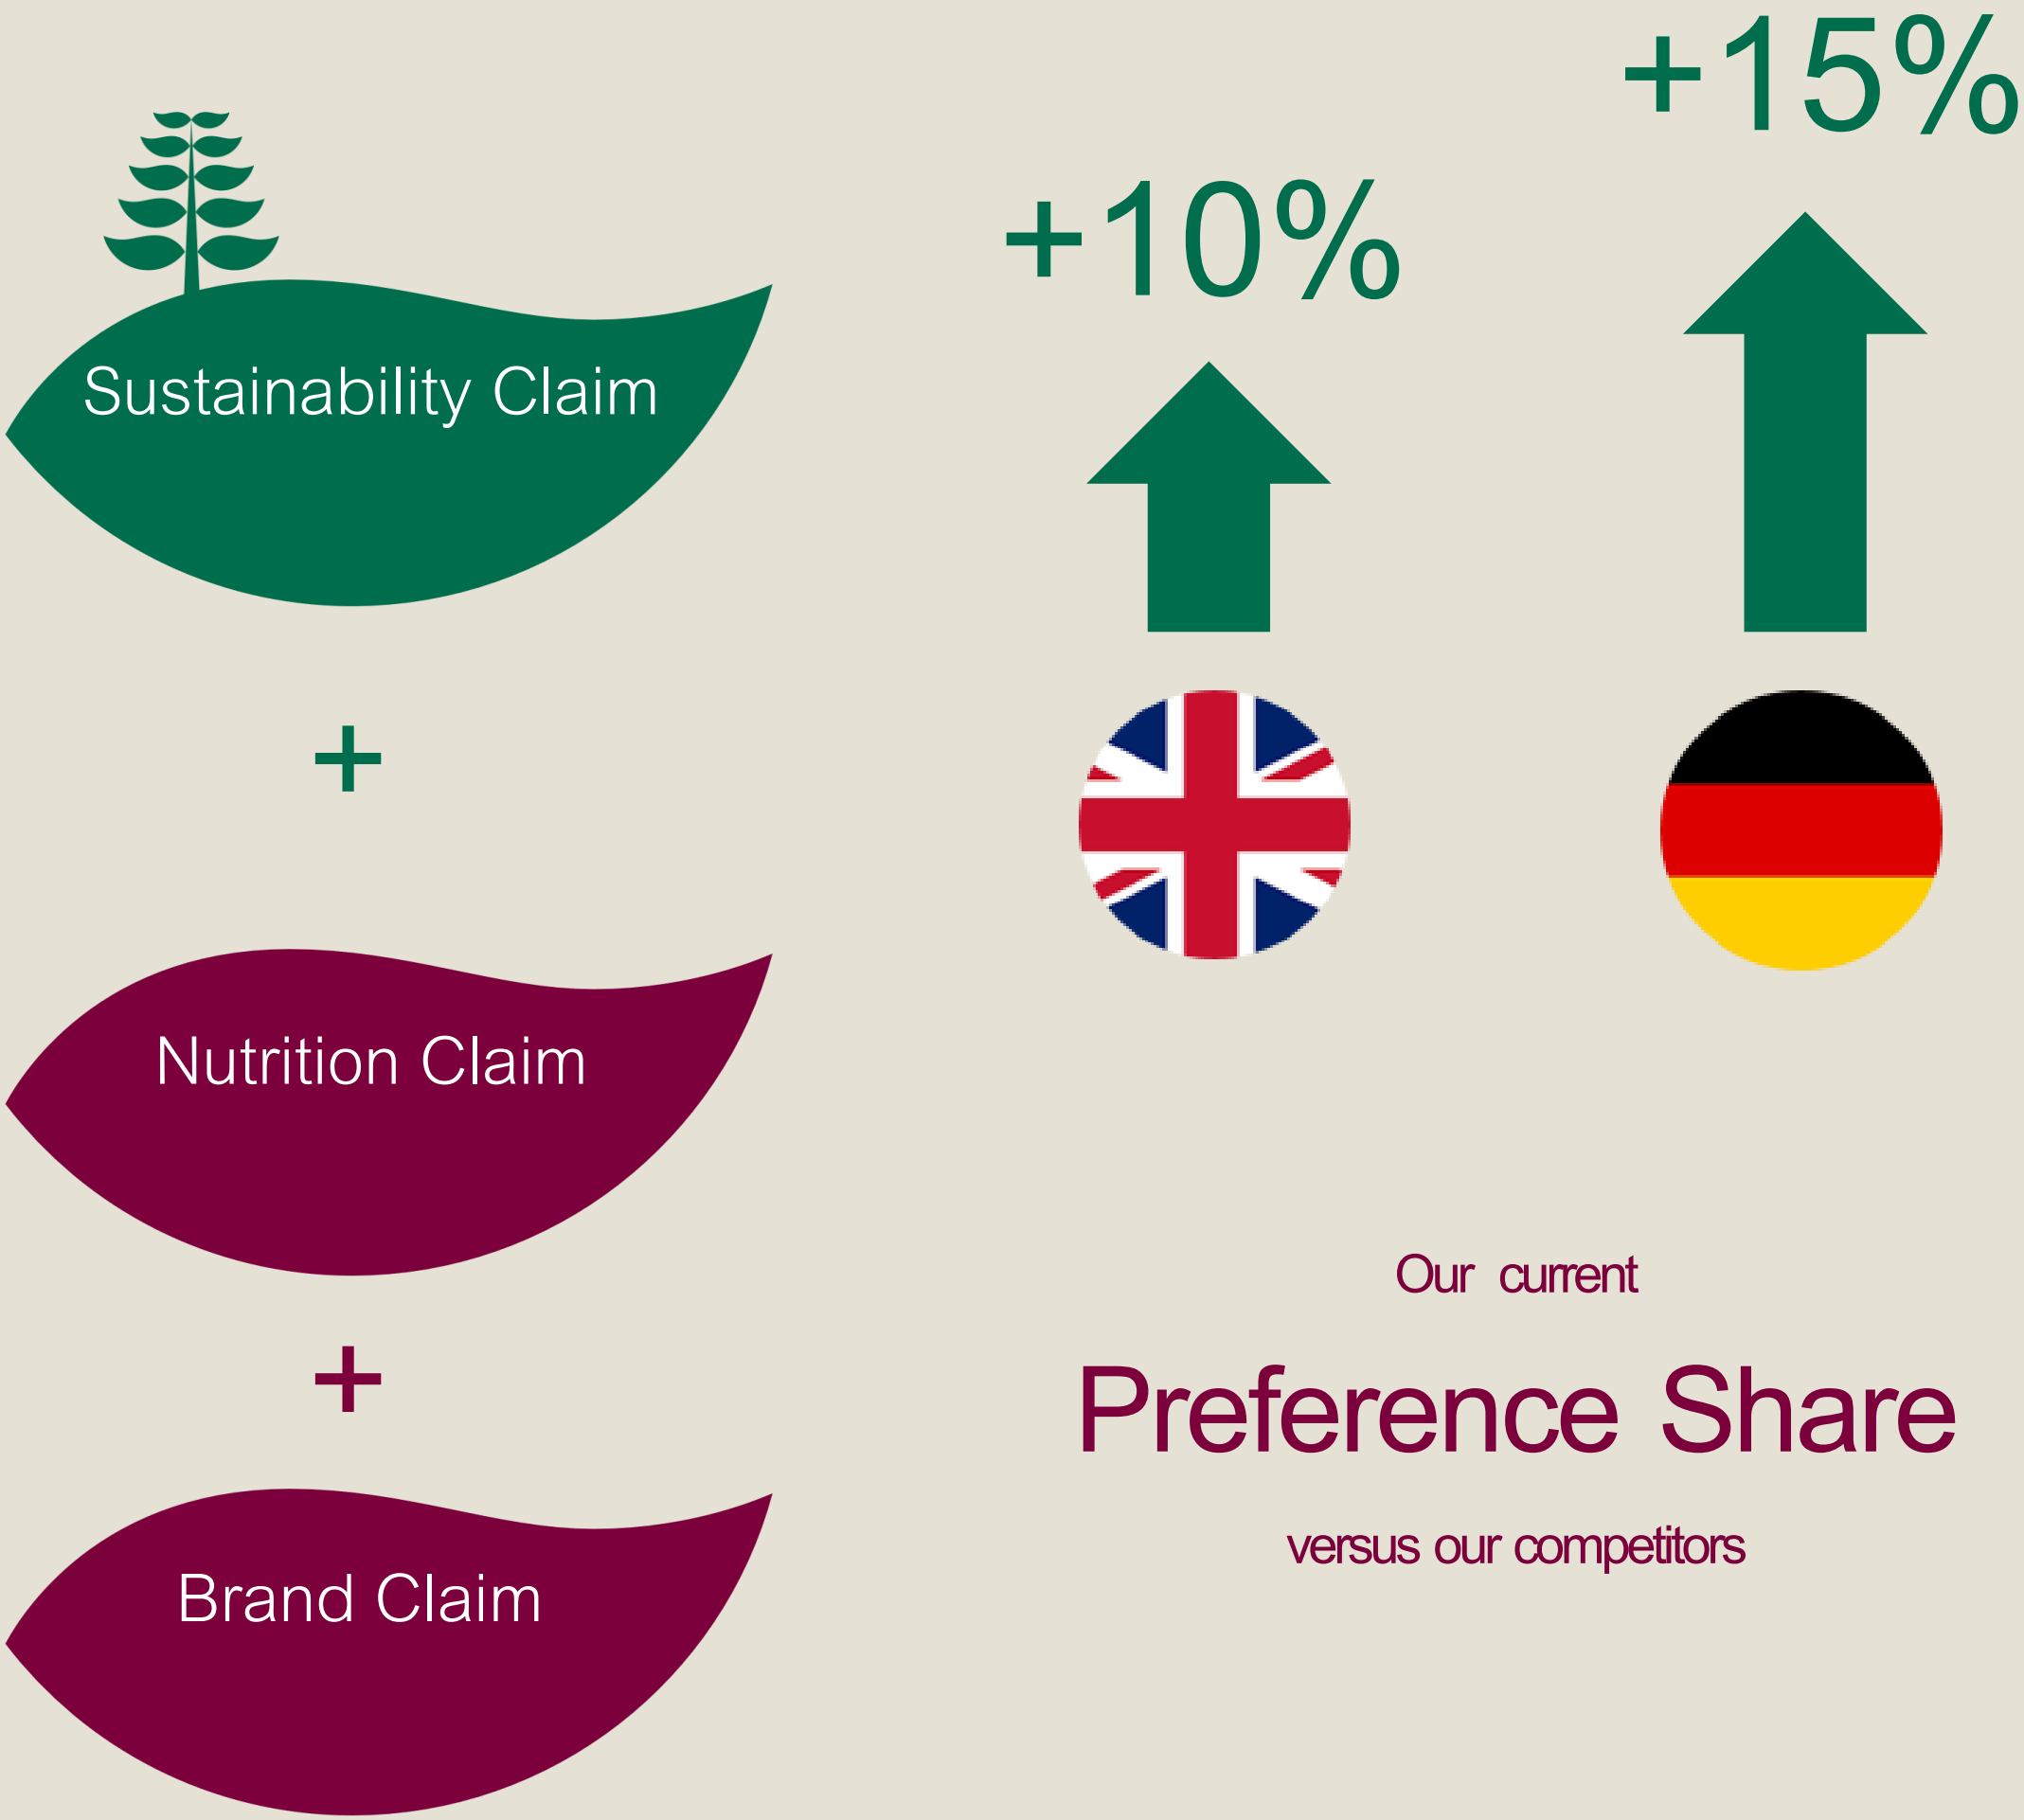 +15%
+10%
Sustainability Claim
+
Nutrition Claim
+
Brand Claim
Our current
Preference Share
versus our competitors